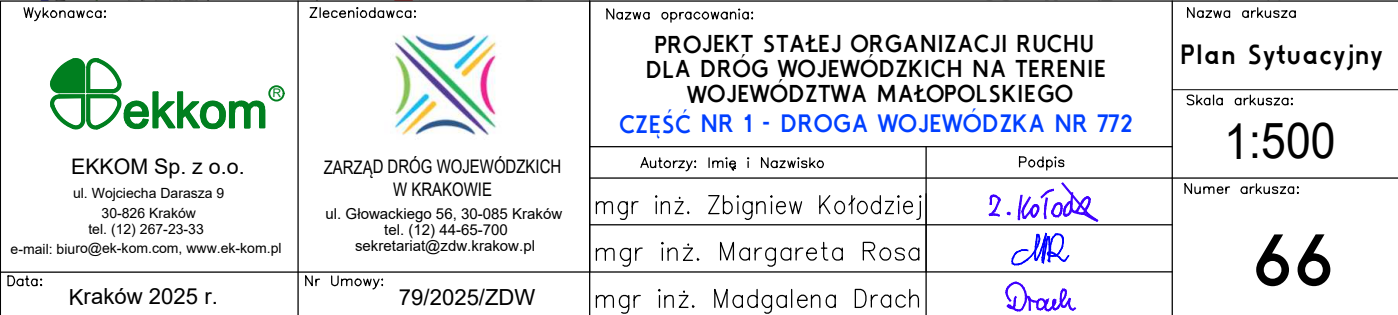 Wykonawca:
ekkom®
EKKOM Sp. z o.o.
ul. Wojciecha Darasza 9
30-826 Kraków
tel. (12) 267-23-33
e-mail: biuro@ek-kom.com, www.ek-kom.pl
Data:
Kraków 2025 r.
Zleceniodawca:
ZARZĄD DRÓG WOJEWÓDZKICH
W KRAKOWIE
ul. Głowackiego 56, 30-085 Kraków
tel. (12) 44-65-700
sekretariat@zdw.krakow.pl
Nr Umowy:
79/2025/ZDW
Nazwa opracowania:
PROJEKT STAŁEJ ORGANIZACJI RUCHU
DLA DRÓG WOJEWÓDZKICH NA TERENIE
WOJEWÓDZTWA MAŁOPOLSKIEGO
CZĘŚĆ NR 1 - DROGA WOJEWÓDZKA NR 772
Autorzy: Imię i Nazwisko
Podpis
mgr inż. Zbigniew Kołodziej
Z. Kołodz
mgr inż. Margareta Rosa
MR
mgr inż. Madgalena Drach
Drach
Nazwa arkusza
Plan Sytuacyjny
Skala arkusza:
1:500
Numer arkusza:
66